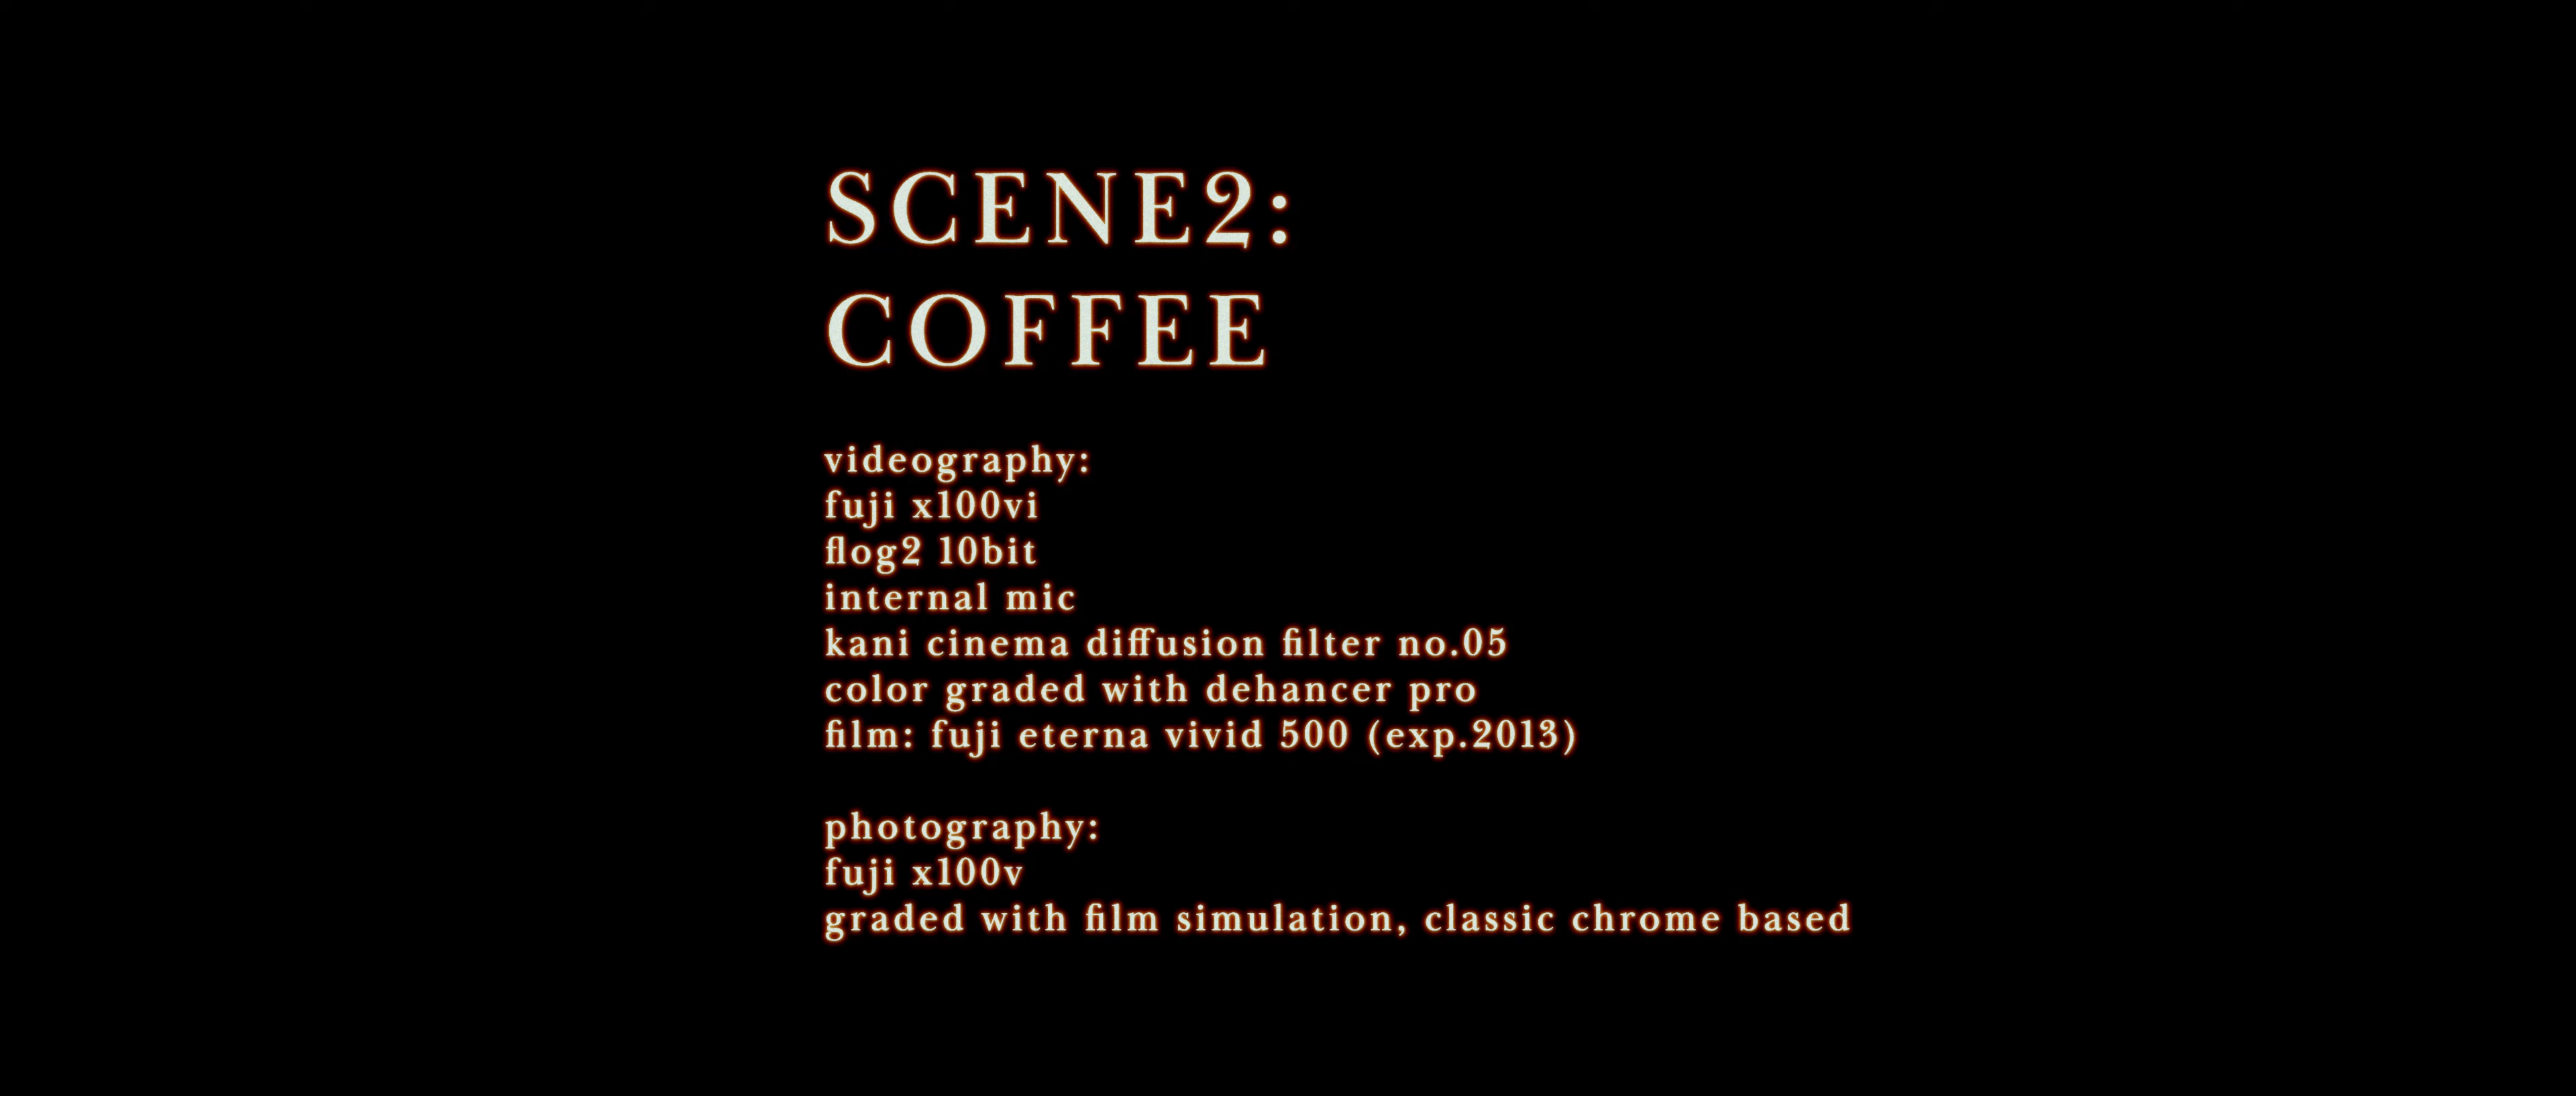 SCENE2:
COFFEE
videography:
fuji x100vi
flog2 10bit
internal mic
kani cinema diffusion filter no.05
color graded with dehancer pro
film: fuji eterna vivid 500 (exp.2013)
photography:
fuji x100v
graded with film simulation, classic chrome based